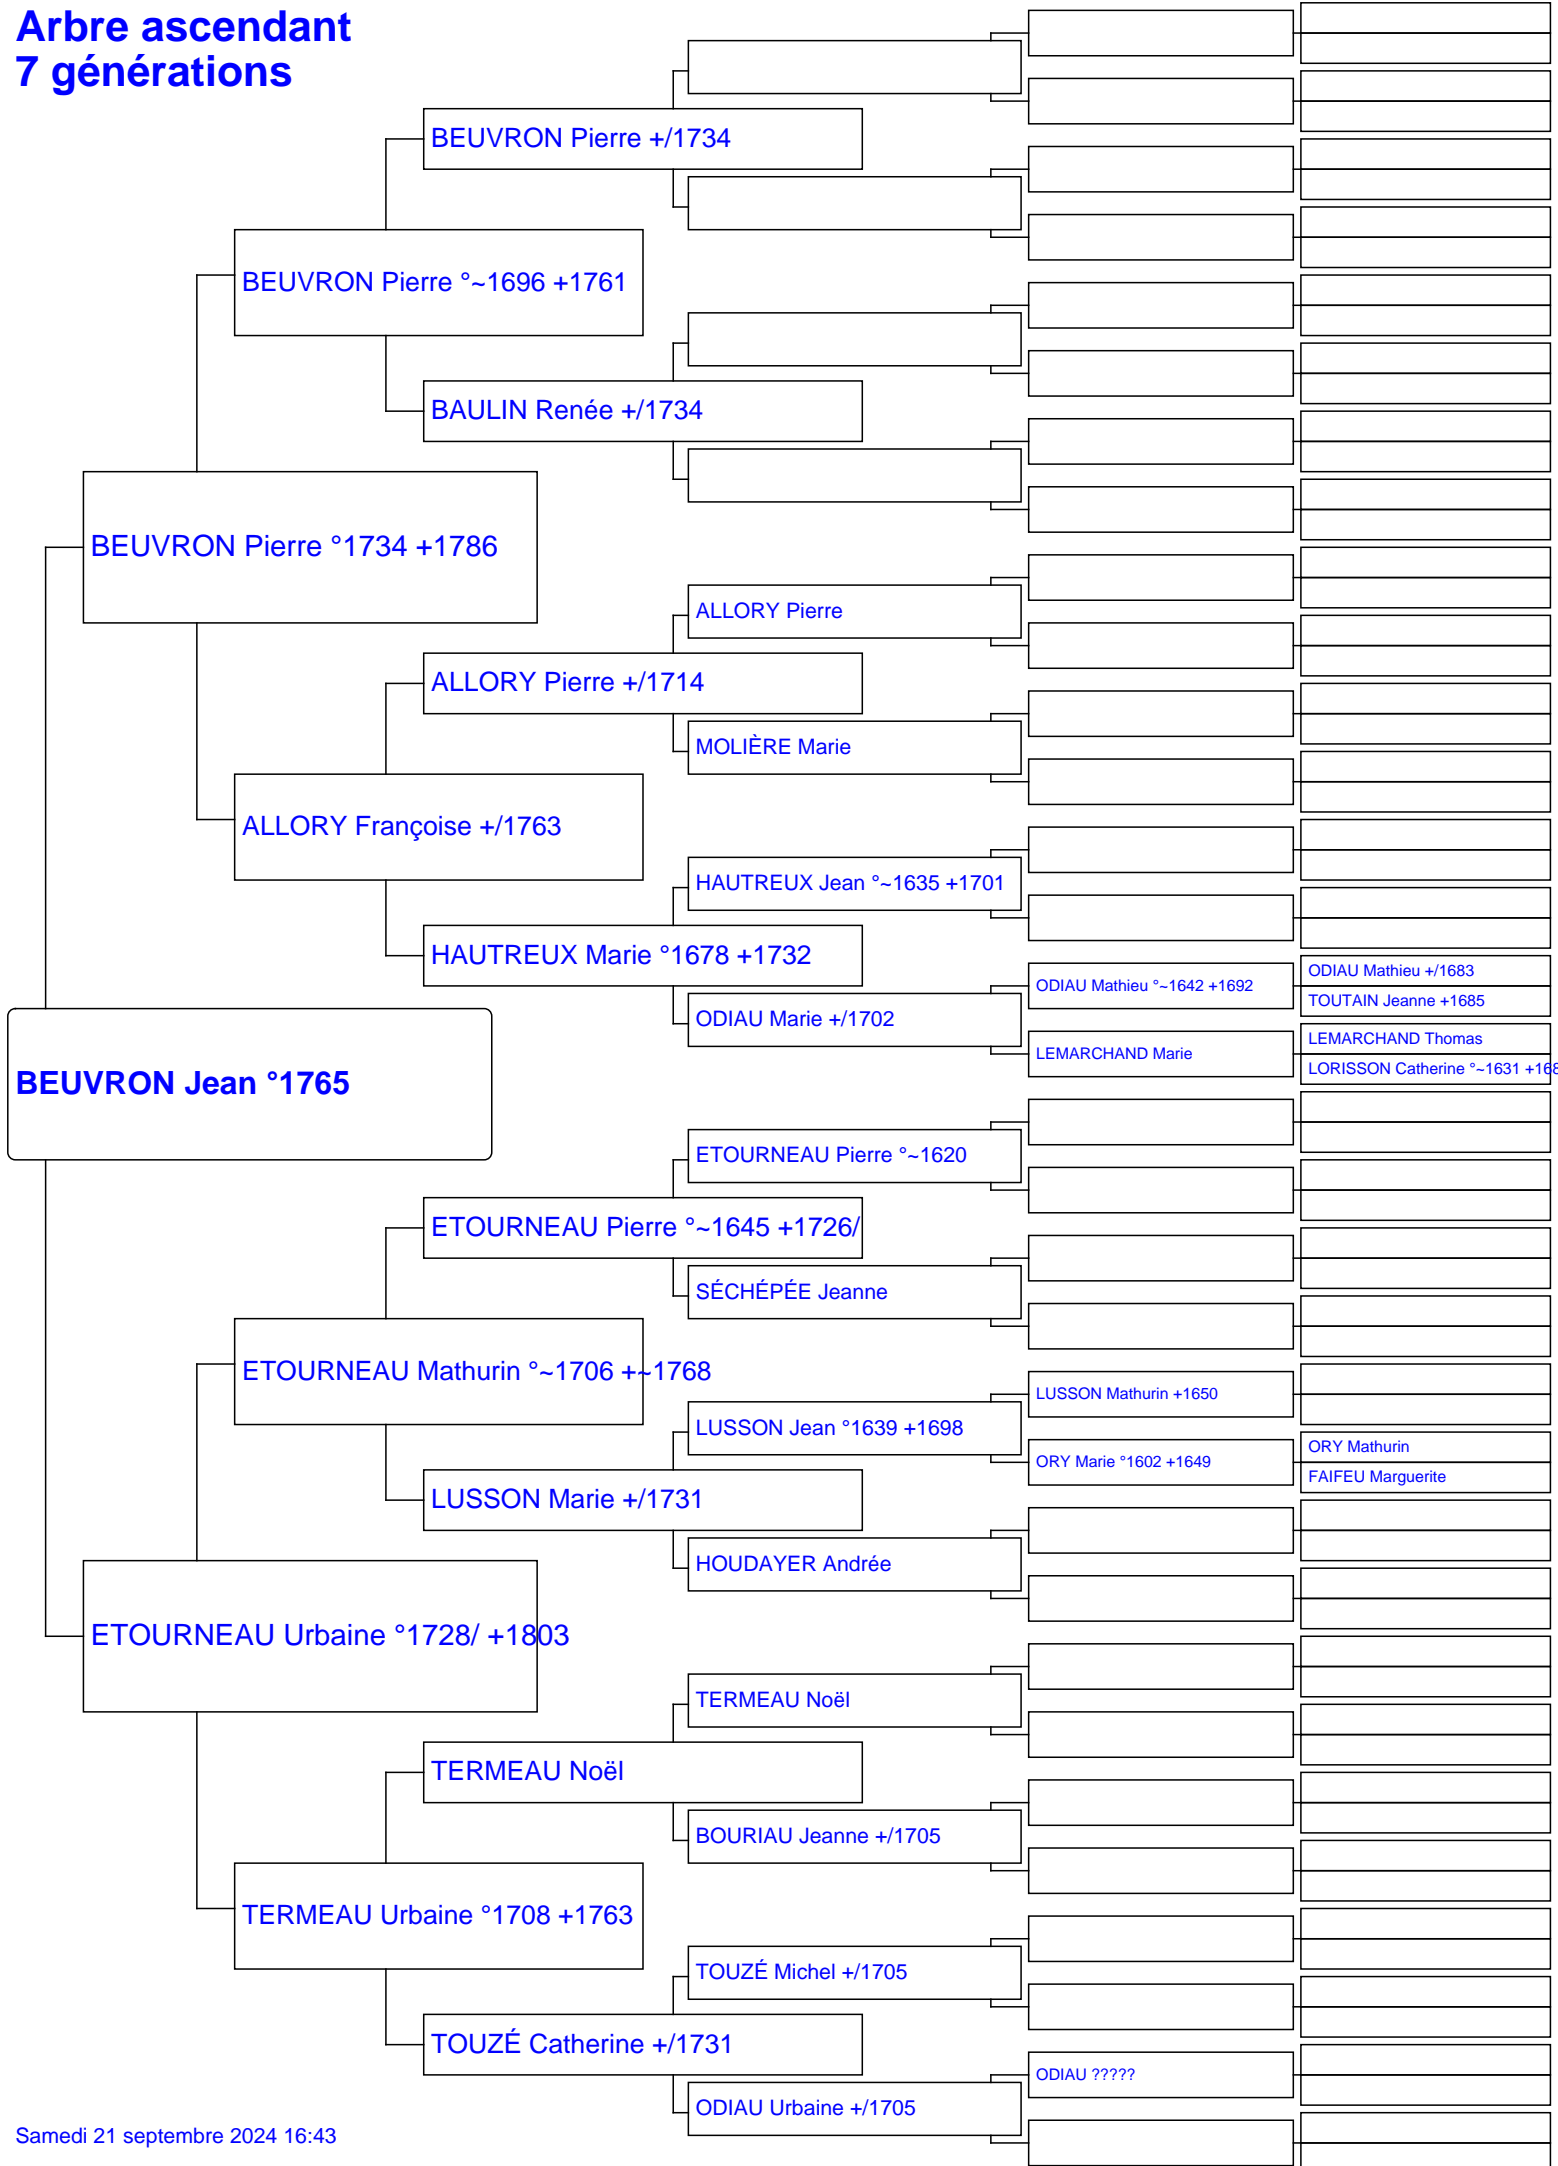 Arbre ascendant
7 générations
BEUVRON Pierre +/1734
BEUVRON Pierre °~1696 +1761
BAULIN Renée +/1734
BEUVRON Pierre °1734 +1786
ALLORY Pierre
ALLORY Pierre +/1714
MOLIÈRE Marie
ALLORY Françoise +/1763
HAUTREUX Jean °~1635 +1701
HAUTREUX Marie °1678 +1732
ODIAU Mathieu +/1683
ODIAU Mathieu °~1642 +1692
TOUTAIN Jeanne +1685
ODIAU Marie +/1702
LEMARCHAND Thomas
LEMARCHAND Marie
LORISSON Catherine °~1631 +168
BEUVRON Jean °1765
ETOURNEAU Pierre °~1620
ETOURNEAU Pierre °~1645 +1726/
SÉCHÉPÉE Jeanne
ETOURNEAU Mathurin °~1706 +~1768
LUSSON Mathurin +1650
LUSSON Jean °1639 +1698
ORY Mathurin
ORY Marie °1602 +1649
FAIFEU Marguerite
LUSSON Marie +/1731
HOUDAYER Andrée
ETOURNEAU Urbaine °1728/ +1803
TERMEAU Noël
TERMEAU Noël
BOURIAU Jeanne +/1705
TERMEAU Urbaine °1708 +1763
TOUZÉ Michel +/1705
TOUZÉ Catherine +/1731
ODIAU ?????
ODIAU Urbaine +/1705
Samedi 21 septembre 2024 16:43